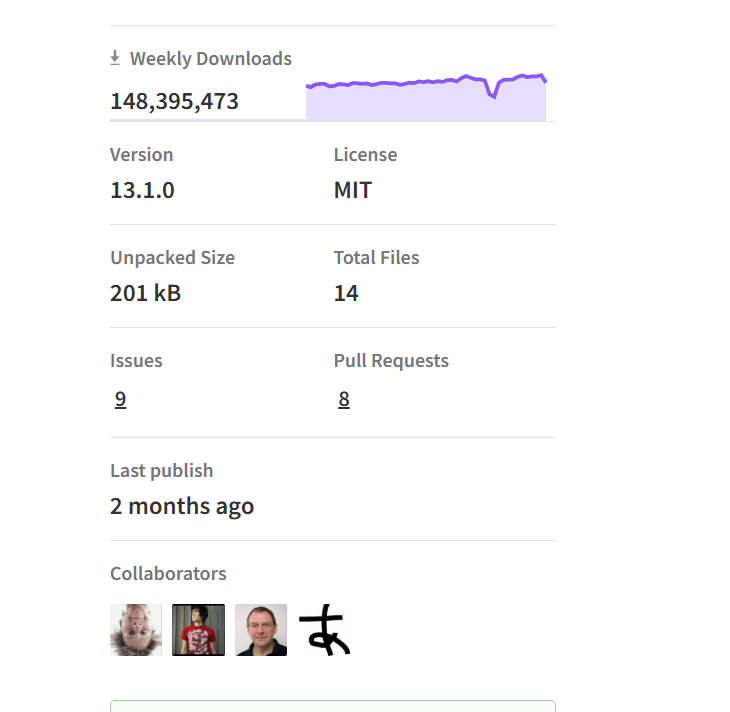 Weekly Downloads
148,395,473
Version
License
13.1.0
MIT
Unpacked Size
Total Files
201 kB
14
Issues
Pull Requests
9
8
Last publish
2 months ago
Collaborators
あ